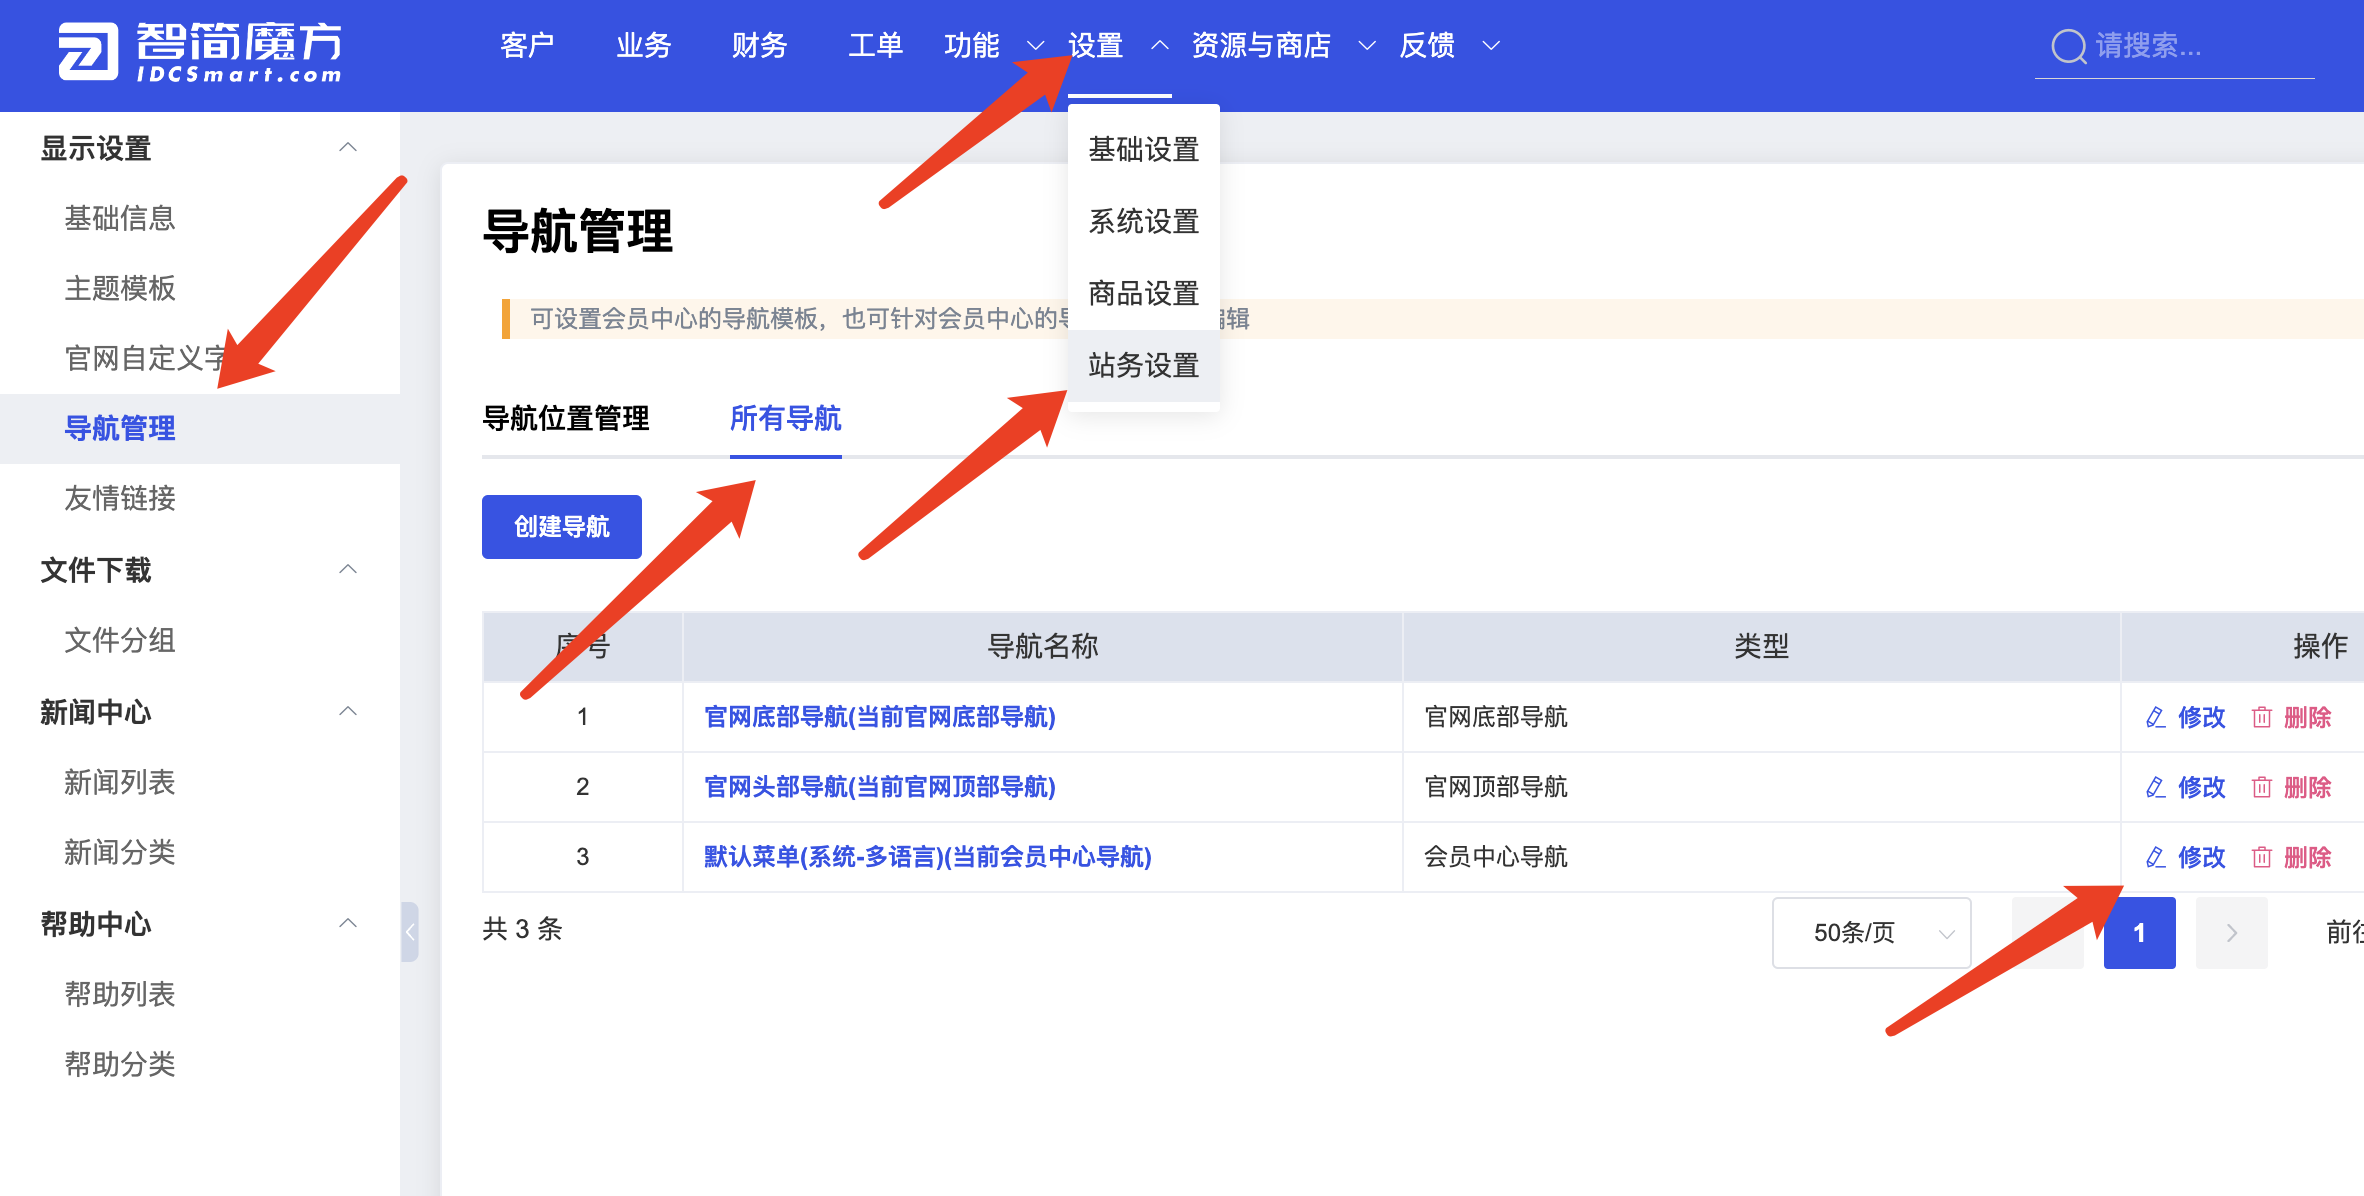 智简魔方
IDCSmart.com
客户
业务
财务
工单
功能
设置
资源与商店
反馈
请搜索...
基础设置
系统设置
商品设置
站务设置
显示设置
基础信息
主题模板
官网自定义字
导航管理
友情链接
文件下载
文件分组
新闻中心
新闻列表
新闻分类
帮助中心
帮助列表
帮助分类
导航管理
可设置会员中心的导航模板，也可针对会员中心的导 编辑
导航位置管理
所有导航
创建导航
序号 导航名称 类型 操作
1 官网底部导航(当前官网底部导航) 官网底部导航 修改 删除
2 官网头部导航(当前官网顶部导航) 官网顶部导航 修改 删除
3 默认菜单(系统-多语言)(当前会员中心导航) 会员中心导航 修改 删除
共 3 条
50条/页
1
前往